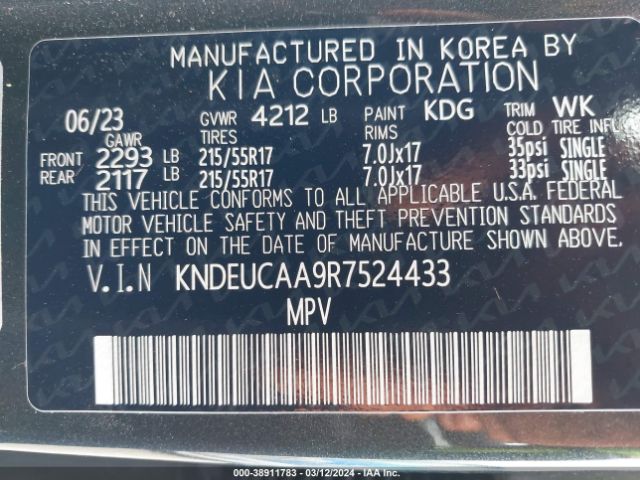 MANUFACTURED IN KOREA BY
KIA CORPORATION
06/23 GVWR 4212 LB PAINT KDG TRIM WK
GAWR TIRES RIMS COLD TIRE INFL
FRONT 2293 LB 215/55R17 7.0Jx17 35psi SINGLE
REAR 2117 LB 215/55R17 7.0Jx17 33psi SINGLE
THIS VEHICLE CONFORMS TO ALL APPLICABLE U.S.A. FEDERAL
MOTOR VEHICLE SAFETY AND THEFT PREVENTION STANDARDS
IN EFFECT ON THE DATE OF MANUFACTURE SHOWN ABOVE.
V.I.N KNDEUCAA9R7524433
MPV
000-38911783 - 03/12/2024 - IAA Inc.